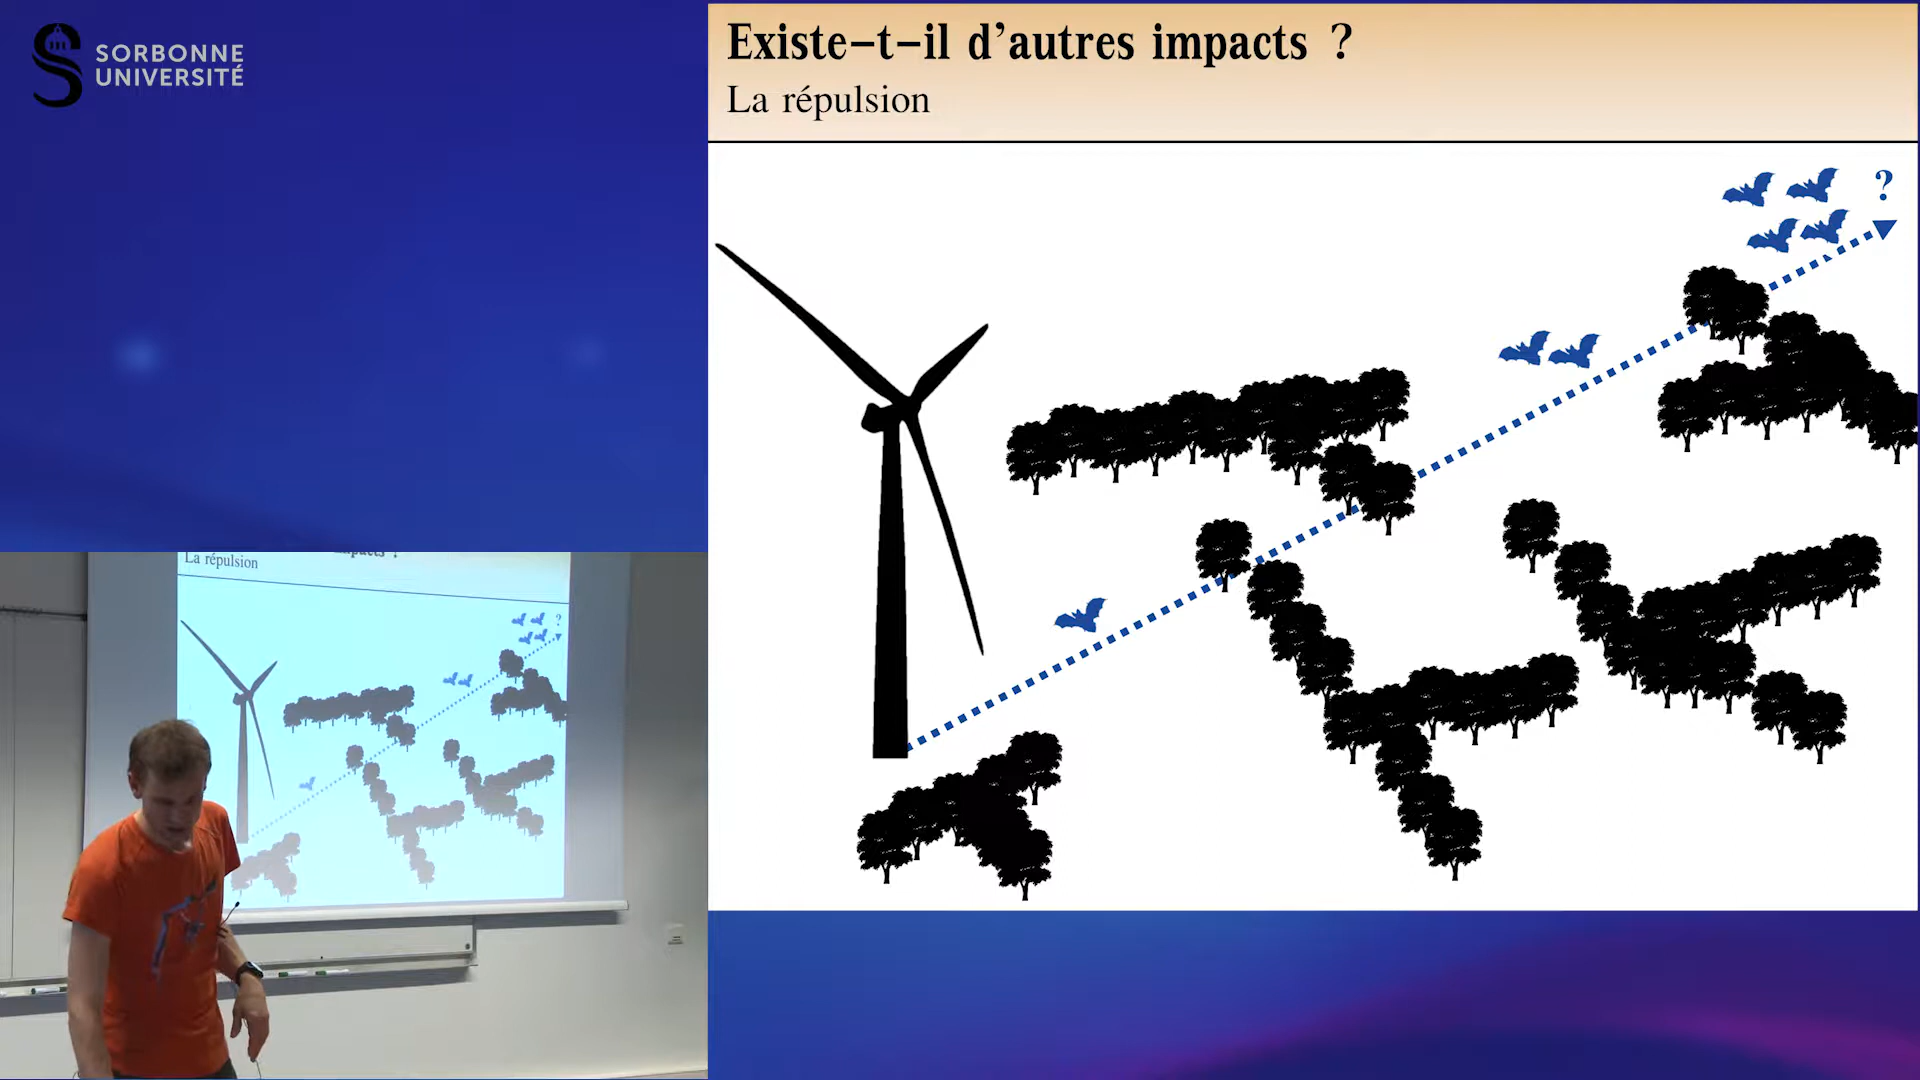 SORBONNE
UNIVERSITÉ
Existe-t-il d'autres impacts ?
La répulsion
?
impacts ?
La répulsion
?